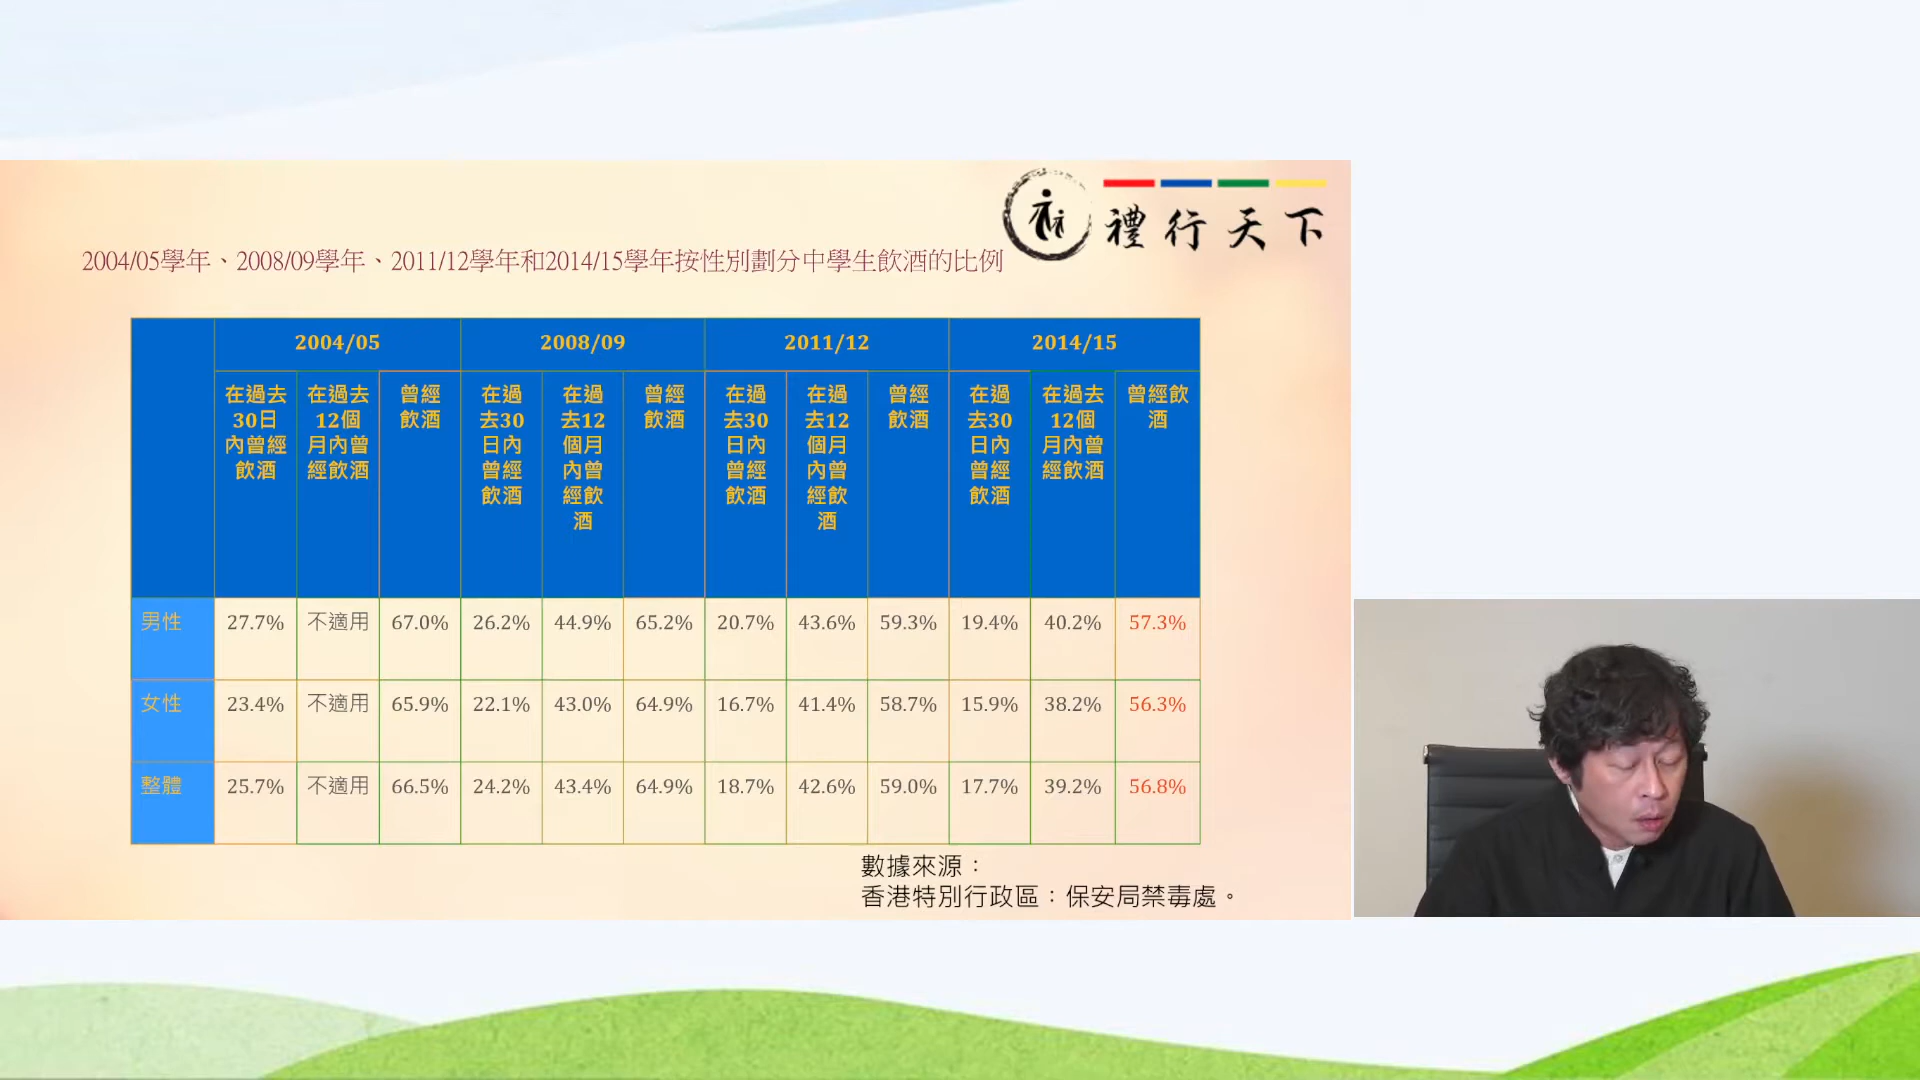 禮行天下
2004/05學年、2008/09學年、2011/12學年和2014/15學年按性別劃分中學生飲酒的比例
2004/05 2008/09 2011/12 2014/15
在過去30日內曾經飲酒 在過去12個月內曾經飲酒 曾經飲酒 在過去30日內曾經飲酒 在過去12個月內曾經飲酒 曾經飲酒 在過去30日內曾經飲酒 在過去12個月內曾經飲酒 曾經飲酒 在過去30日內曾經飲酒 在過去12個月內曾經飲酒 曾經飲酒
男性 27.7% 不適用 67.0% 26.2% 44.9% 65.2% 20.7% 43.6% 59.3% 19.4% 40.2% 57.3%
女性 23.4% 不適用 65.9% 22.1% 43.0% 64.9% 16.7% 41.4% 58.7% 15.9% 38.2% 56.3%
整體 25.7% 不適用 66.5% 24.2% 43.4% 64.9% 18.7% 42.6% 59.0% 17.7% 39.2% 56.8%
數據來源：
香港特別行政區：保安局禁毒處。